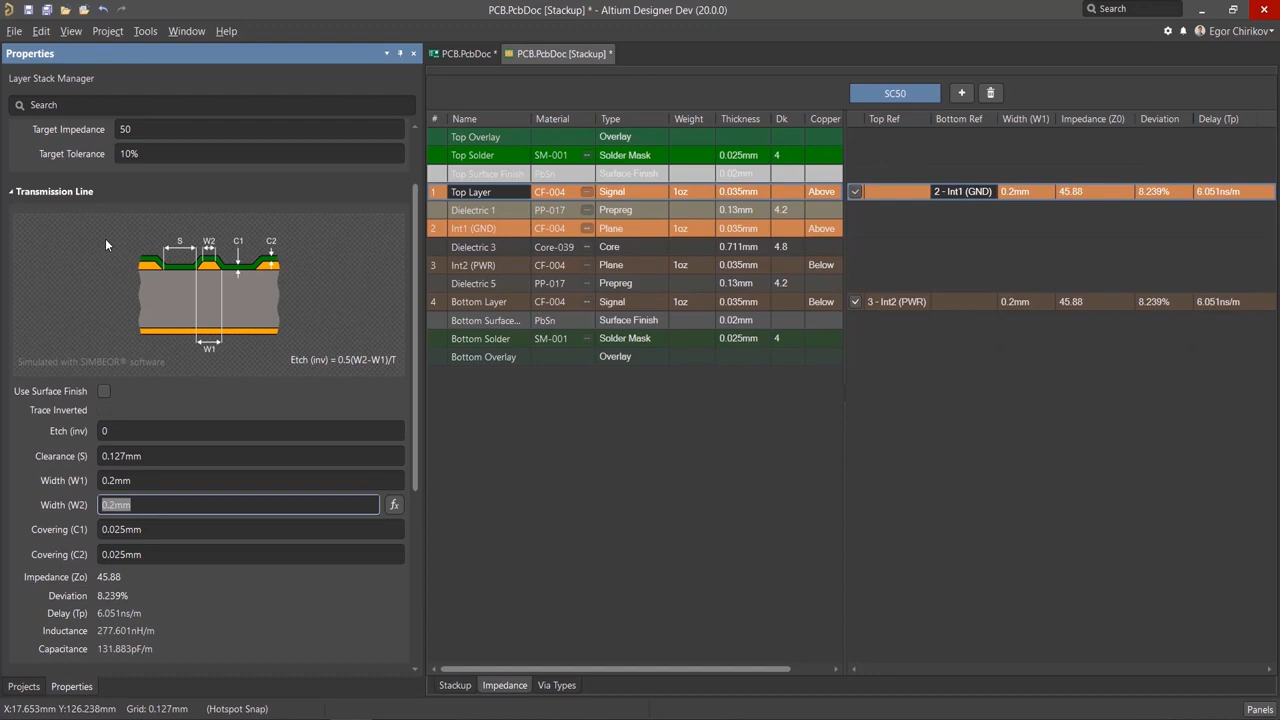 PCB.PcbDoc [Stackup] * - Altium Designer Dev (20.0.0)
Search
File Edit View Project Tools Window Help
Egor Chirikov
Properties
PCB.PcbDoc *
PCB.PcbDoc [Stackup] *
Layer Stack Manager
Search
SC50
Target Impedance 50
Target Tolerance 10%
Transmission Line
S W2 C1 C2
W1
Simulated with SIMBEOR® software
Etch (inv) = 0.5(W2-W1)/T
Use Surface Finish
Trace Inverted
Etch (inv) 0
Clearance (S) 0.127mm
Width (W1) 0.2mm
Width (W2) 0.2mm fx
Covering (C1) 0.025mm
Covering (C2) 0.025mm
Impedance (Zo) 45.88
Deviation 8.239%
Delay (Tp) 6.051ns/m
Inductance 277.601nH/m
Capacitance 131.883pF/m
# Name Material Type Weight Thickness Dk Copper Top Ref Bottom Ref Width (W1) Impedance (Z0) Deviation Delay (Tp)
Top Overlay Overlay
Top Solder SM-001 Solder Mask 0.025mm 4
Top Surface Finish PbSn Surface Finish 0.02mm
1 Top Layer CF-004 Signal 1oz 0.035mm Above 2 - Int1 (GND) 0.2mm 45.88 8.239% 6.051ns/m
Dielectric 1 PP-017 Prepreg 0.13mm 4.2
2 Int1 (GND) CF-004 Plane 1oz 0.035mm Above
Dielectric 3 Core-039 Core 0.711mm 4.8
3 Int2 (PWR) CF-004 Plane 1oz 0.035mm Below
Dielectric 5 PP-017 Prepreg 0.13mm 4.2
4 Bottom Layer CF-004 Signal 1oz 0.035mm Below 3 - Int2 (PWR) 0.2mm 45.88 8.239% 6.051ns/m
Bottom Surface... PbSn Surface Finish 0.02mm
Bottom Solder SM-001 Solder Mask 0.025mm 4
Bottom Overlay Overlay
Projects Properties
Stackup Impedance Via Types
X:17.653mm Y:126.238mm Grid: 0.127mm (Hotspot Snap)
Panels